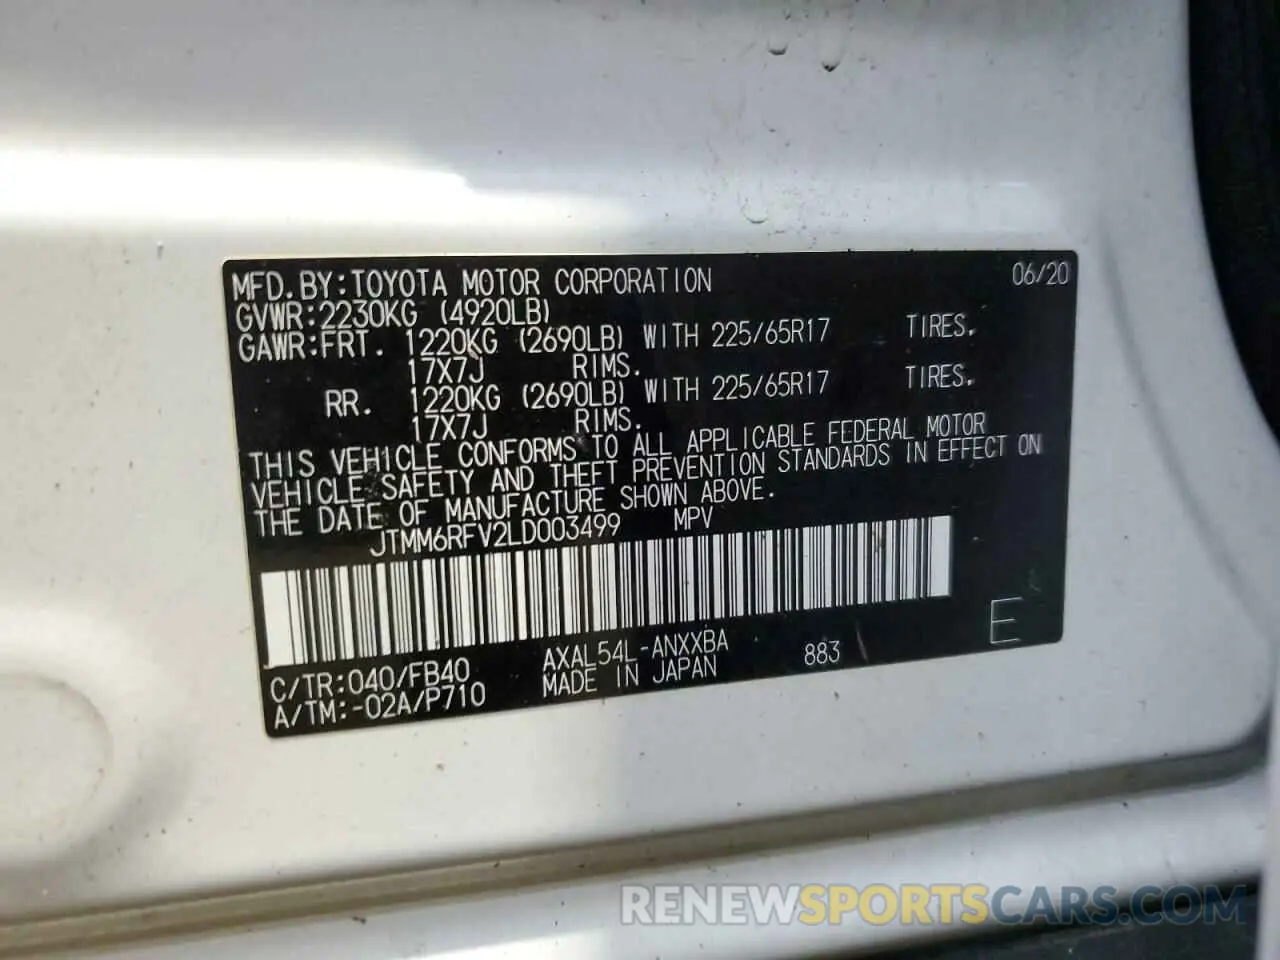 MFD.BY:TOYOTA MOTOR CORPORATION 06/20
GVWR:2230KG (4920LB)
GAWR:FRT. 1220KG (2690LB) WITH 225/65R17 TIRES.
17X7J RIMS.
RR. 1220KG (2690LB) WITH 225/65R17 TIRES.
17X7J RIMS.
THIS VEHICLE CONFORMS TO ALL APPLICABLE FEDERAL MOTOR
VEHICLE SAFETY AND THEFT PREVENTION STANDARDS IN EFFECT ON
THE DATE OF MANUFACTURE SHOWN ABOVE.
JTMM6RFV2LD003499 MPV
E
C/TR:040/FB40 AXAL54L-ANXXBA 883
A/TM:-02A/P710 MADE IN JAPAN
RENEWSPORTSCARS.COM